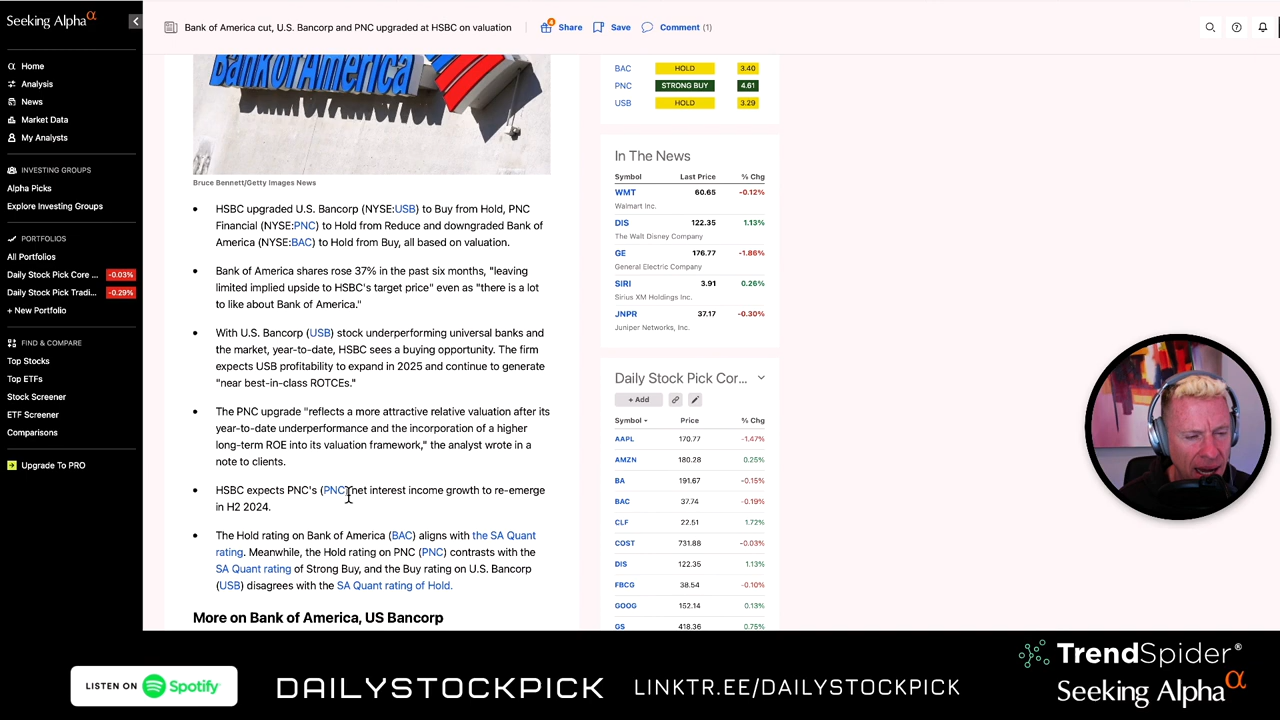 Seeking Alpha α
Home
Analysis
News
Market Data
My Analysts
INVESTING GROUPS
Alpha Picks
Explore Investing Groups
PORTFOLIOS
All Portfolios
Daily Stock Pick Core ... -0.03%
Daily Stock Pick Tradi... -0.29%
+ New Portfolio
FIND & COMPARE
Top Stocks
Top ETFs
Stock Screener
ETF Screener
Comparisons
Upgrade To PRO
Bank of America cut, U.S. Bancorp and PNC upgraded at HSBC on valuation
4 Share Save Comment (1)
Bank of America
Bruce Bennett/Getty Images News
• HSBC upgraded U.S. Bancorp (NYSE:USB) to Buy from Hold, PNC
Financial (NYSE:PNC) to Hold from Reduce and downgraded Bank of
America (NYSE:BAC) to Hold from Buy, all based on valuation.
• Bank of America shares rose 37% in the past six months, "leaving
limited implied upside to HSBC's target price" even as "there is a lot
to like about Bank of America."
• With U.S. Bancorp (USB) stock underperforming universal banks and
the market, year-to-date, HSBC sees a buying opportunity. The firm
expects USB profitability to expand in 2025 and continue to generate
"near best-in-class ROTCEs."
• The PNC upgrade "reflects a more attractive relative valuation after its
year-to-date underperformance and the incorporation of a higher
long-term ROE into its valuation framework," the analyst wrote in a
note to clients.
• HSBC expects PNC's (PNC) net interest income growth to re-emerge
in H2 2024.
• The Hold rating on Bank of America (BAC) aligns with the SA Quant
rating. Meanwhile, the Hold rating on PNC (PNC) contrasts with the
SA Quant rating of Strong Buy, and the Buy rating on U.S. Bancorp
(USB) disagrees with the SA Quant rating of Hold.
More on Bank of America, US Bancorp
BAC HOLD 3.40
PNC STRONG BUY 4.61
USB HOLD 3.29
In The News
Symbol Last Price % Chg
WMT 60.65 -0.12%
Walmart Inc.
DIS 122.35 1.13%
The Walt Disney Company
GE 176.77 -1.86%
General Electric Company
SIRI 3.91 0.26%
Sirius XM Holdings Inc.
JNPR 37.17 -0.30%
Juniper Networks, Inc.
Daily Stock Pick Cor...
+ Add
Symbol Price % Chg
AAPL 170.77 -1.47%
AMZN 180.28 0.25%
BA 191.67 -0.15%
BAC 37.74 -0.19%
CLF 22.51 1.72%
COST 731.88 -0.03%
DIS 122.35 1.13%
FBCG 38.54 -0.10%
GOOG 152.14 0.13%
GS 418.36 0.75%
LISTEN ON Spotify
DAILYSTOCKPICK
LINKTR.EE/DAILYSTOCKPICK
TrendSpider®
Seeking Alpha α